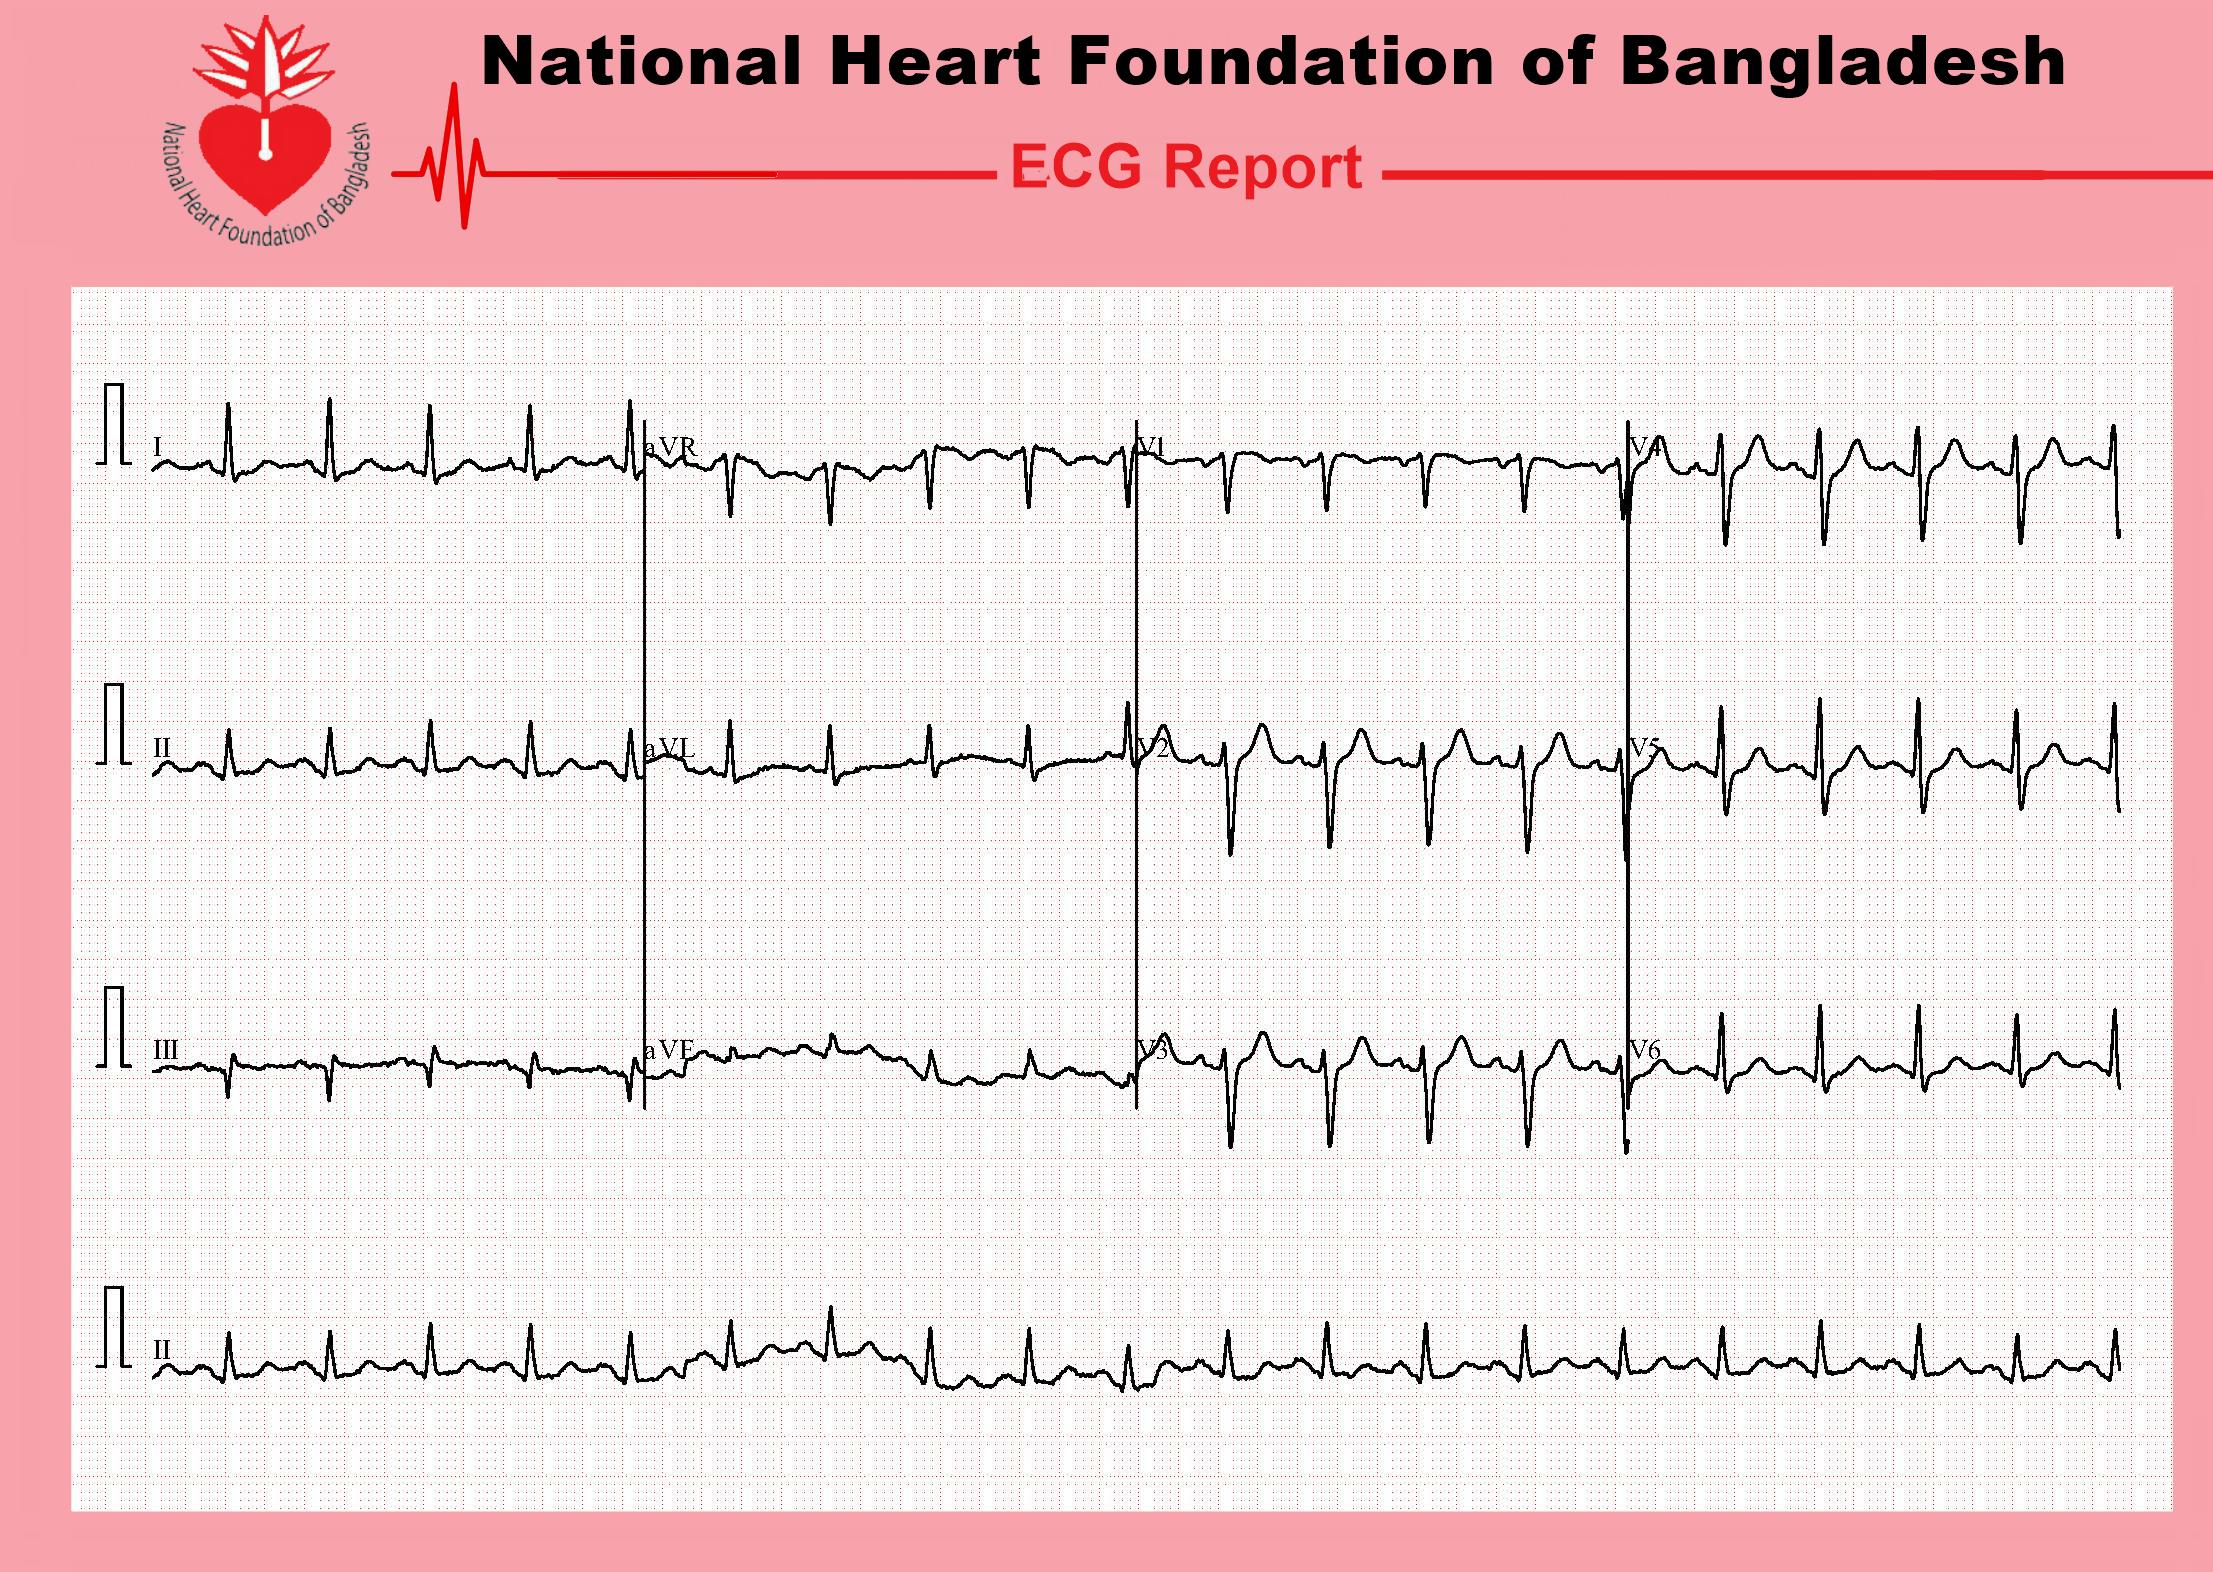 National Heart Foundation of Bangladesh
National Heart Foundation of Bangladesh
ECG Report
I
aVR
V1
V4
II
aVL
V2
V5
III
aVF
V3
V6
II